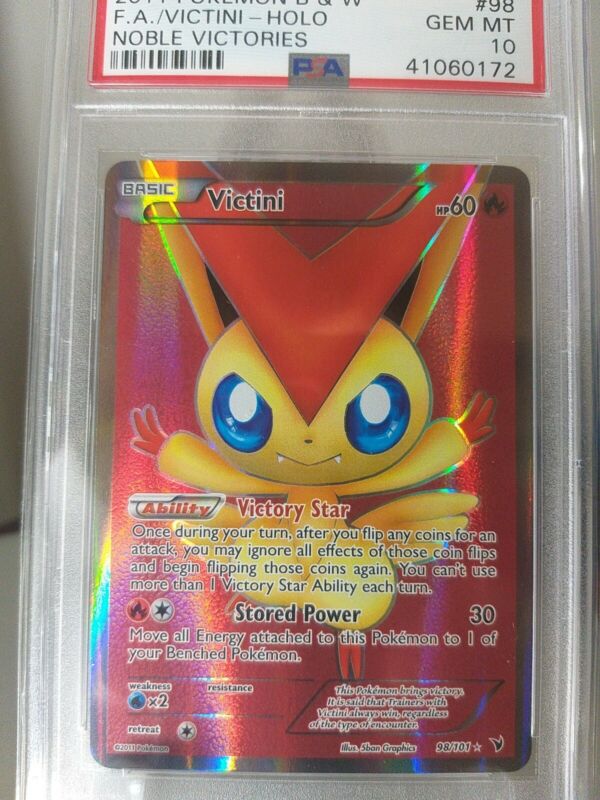 2011 POKEMON B & W #98
F.A./VICTINI-HOLO GEM MT
NOBLE VICTORIES 10
PSA 41060172
BASIC Victini HP60
Ability Victory Star
Once during your turn, after you flip any coins for an
attack, you may ignore all effects of those coin flips
and begin flipping those coins again. You can't use
more than 1 Victory Star Ability each turn.
Stored Power 30
Move all Energy attached to this Pokémon to 1 of
your Benched Pokémon.
weakness resistance
×2
This Pokémon brings victory.
It is said that Trainers with
Victini always win, regardless
of the type of encounter.
retreat
©2011 Pokémon Illus. 5ban Graphics 98/101